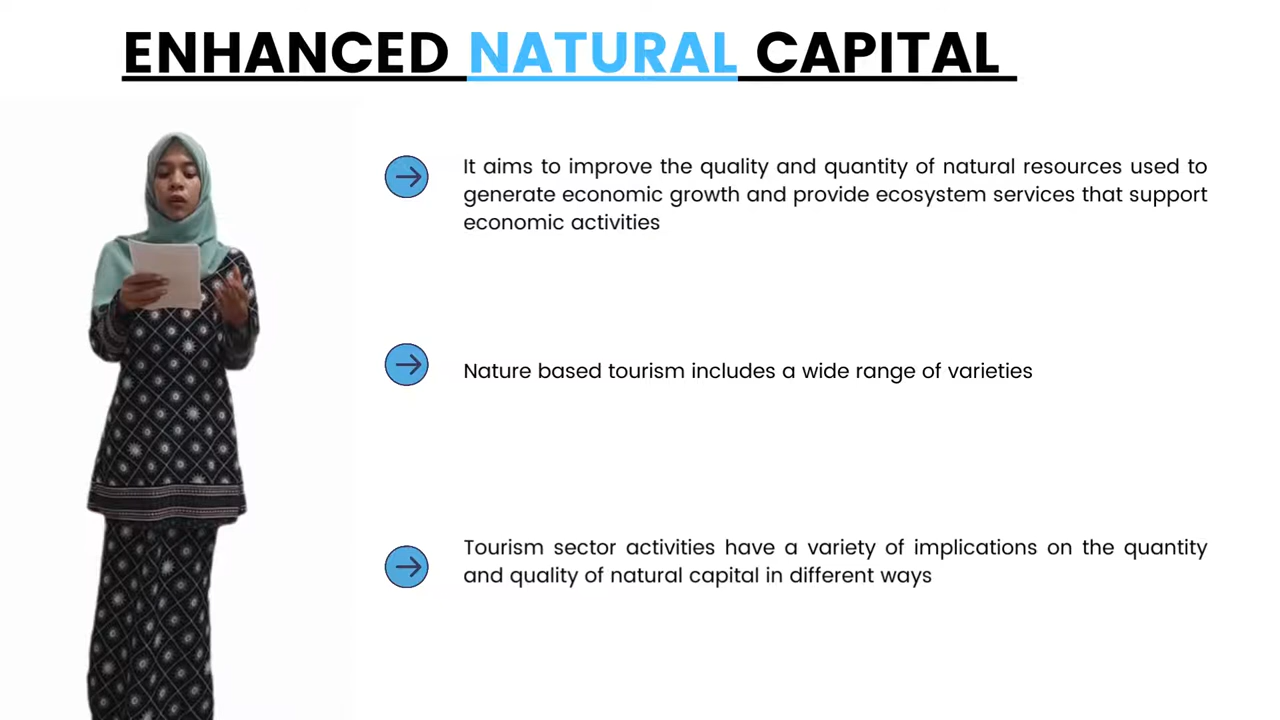 ENHANCED NATURAL CAPITAL
It aims to improve the quality and quantity of natural resources used to
generate economic growth and provide ecosystem services that support
economic activities
Nature based tourism includes a wide range of varieties
Tourism sector activities have a variety of implications on the quantity
and quality of natural capital in different ways